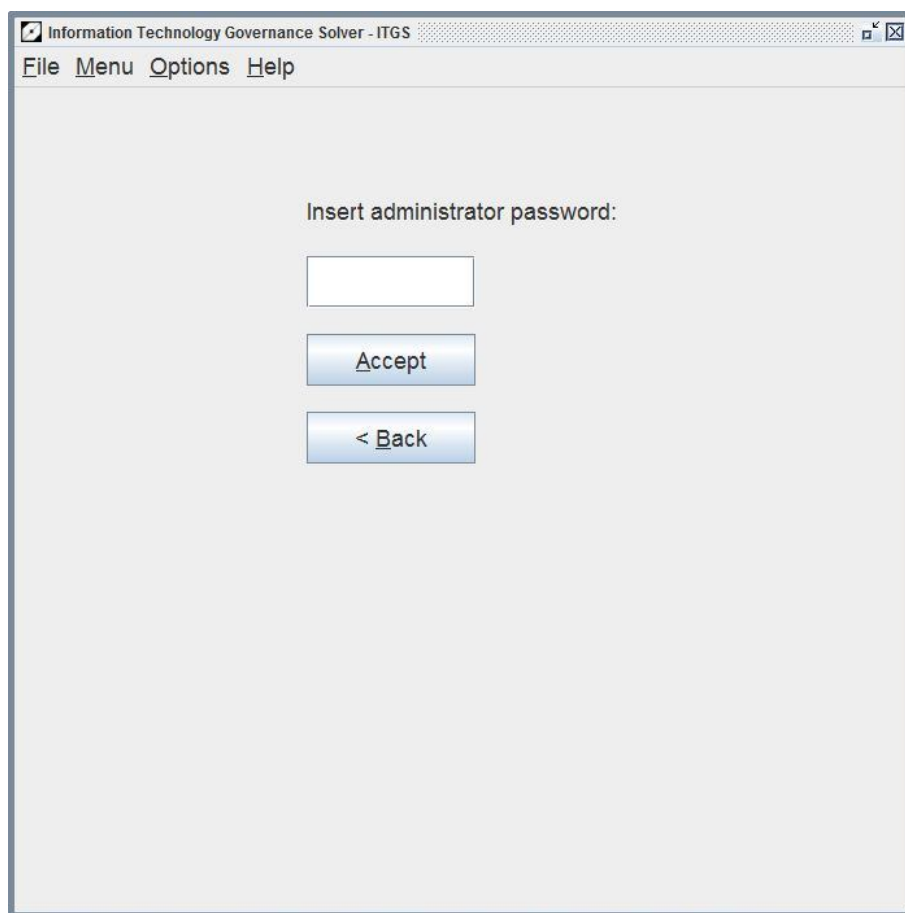 Information Technology Governance Solver - ITGS
File Menu Options Help
Insert administrator password:
Accept
< Back